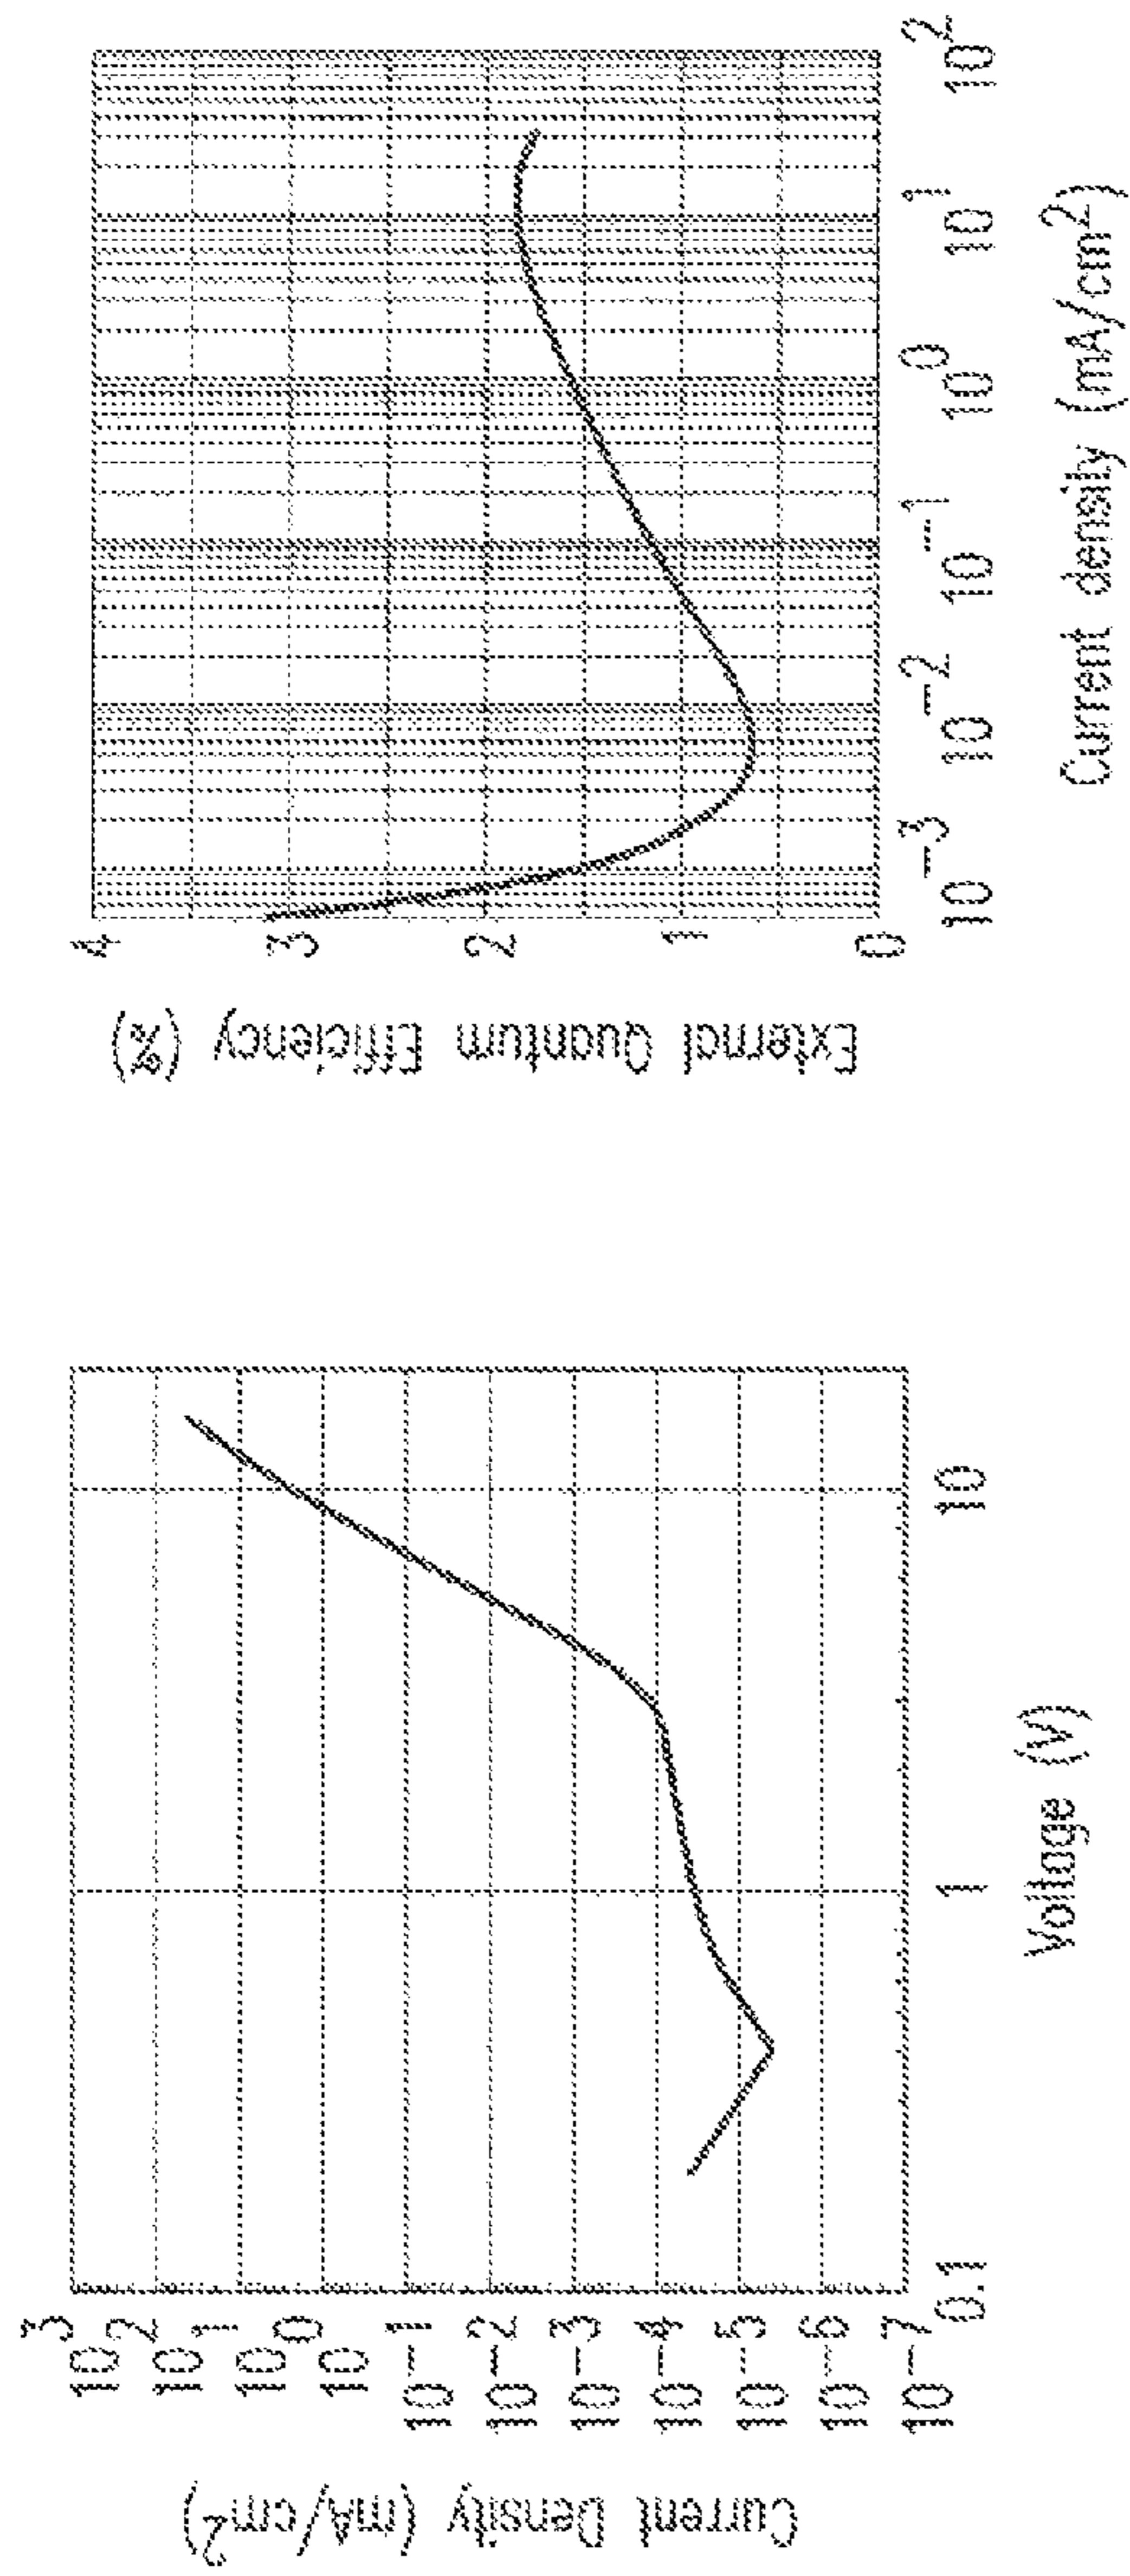 Current Density (mA/cm²)
10³
10²
10¹
10⁰
10⁻¹
10⁻²
10⁻³
10⁻⁴
10⁻⁵
10⁻⁶
10⁻⁷
0.1 1 10
Voltage (V)
External Quantum Efficiency (%)
4
3
2
1
0
10⁻³ 10⁻² 10⁻¹ 10⁰ 10¹ 10²
Current density (mA/cm²)